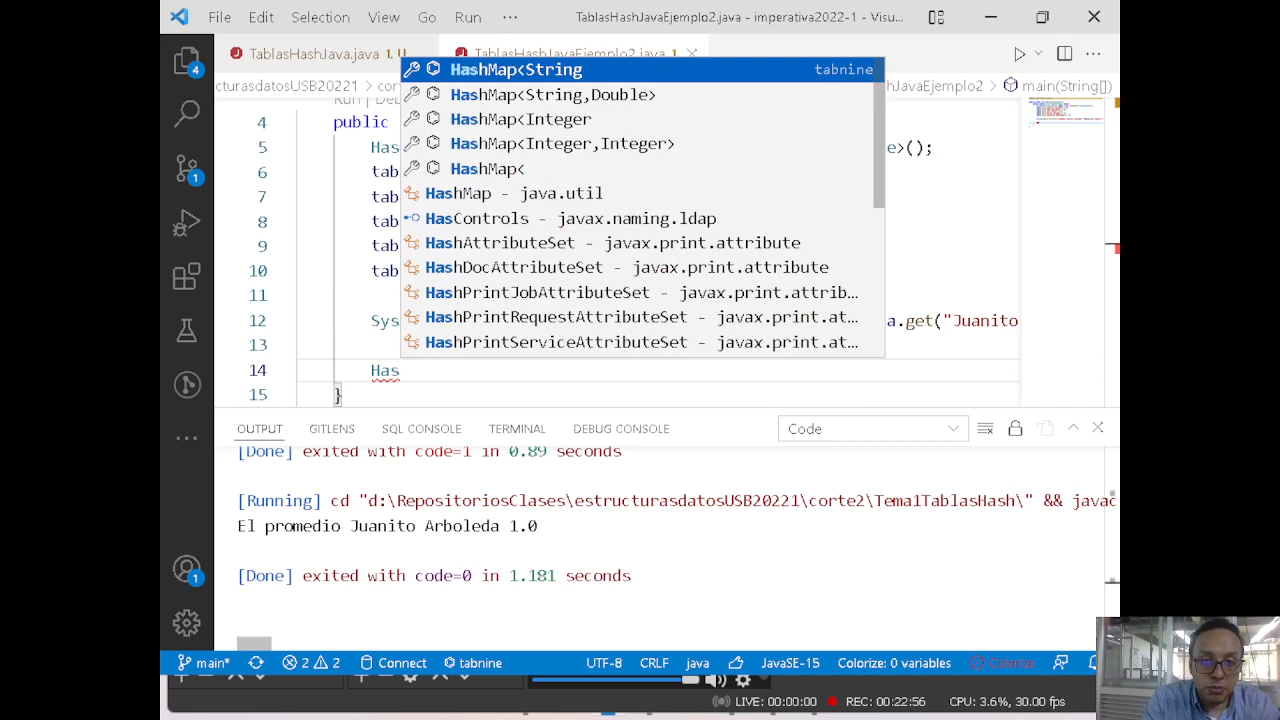 File Edit Selection View Go Run ··· TablasHashJavaEjemplo2.java - imperativa2022-1 - Visu...
TablasHashJava.java 1, U TablasHashJavaEjemplo2.java 1
4
HashMap<String tabnine
cturasdatosUSB20221 > cor HashMap<String,Double> HJavaEjemplo2 > main(String[])
Run | Deb
4 public HashMap<Integer
5 Has HashMap<Integer,Integer> e>();
6 tab HashMap<
7 tab HashMap - java.util
1
8 tab HasControls - javax.naming.ldap
9 tab HashAttributeSet - javax.print.attribute
10 tab HashDocAttributeSet - javax.print.attribute
11 HashPrintJobAttributeSet - javax.print.attrib...
12 Sys HashPrintRequestAttributeSet - javax.print.at... a.get("Juanito
13 HashPrintServiceAttributeSet - javax.print.at...
14 Has
15 }
OUTPUT GITLENS SQL CONSOLE TERMINAL DEBUG CONSOLE Code
[Done] exited with code=1 in 0.89 seconds
[Running] cd "d:\RepositoriosClases\estructurasdatosUSB20221\corte2\Tema1TablasHash\" && javac
El promedio Juanito Arboleda 1.0
[Done] exited with code=0 in 1.181 seconds
1
main* 2 2 Connect tabnine UTF-8 CRLF java JavaSE-15 Colorize: 0 variables Colorize
LIVE: 00:00:00 REC: 00:22:56 CPU: 3.6%, 30.00 fps